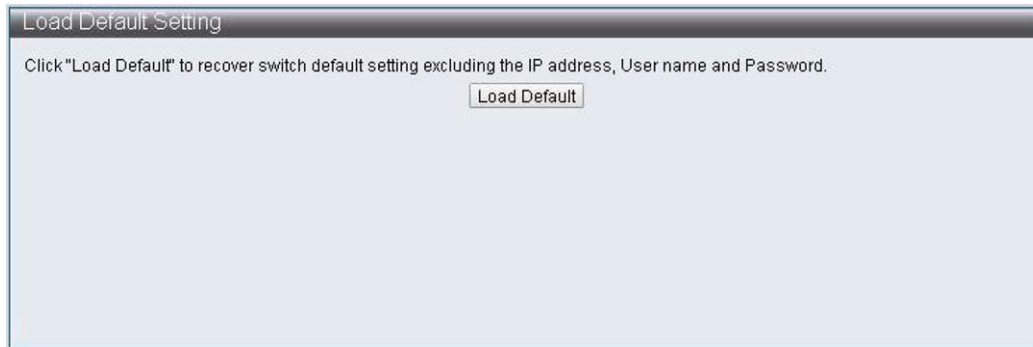 Load Default Setting
Click "Load Default" to recover switch default setting excluding the IP address, User name and Password.
Load Default